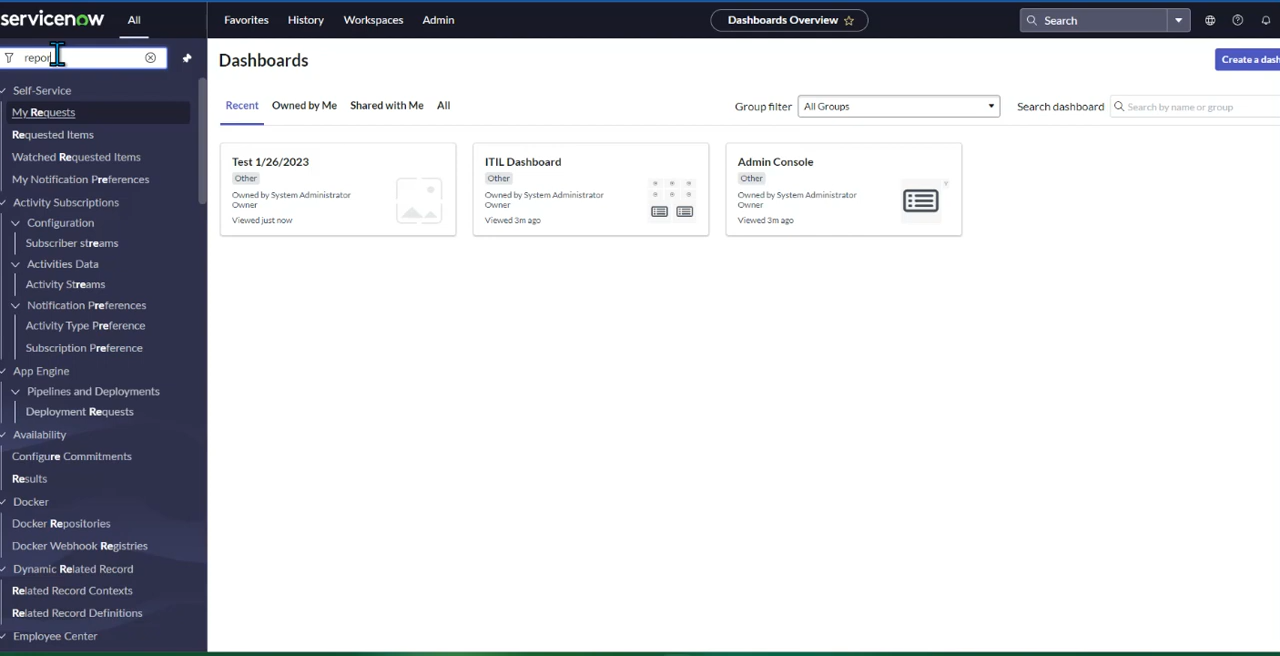 servicenow All Favorites History Workspaces Admin Dashboards Overview Search
repor
Dashboards
Create a dash
Self-Service
My Requests
Requested Items
Watched Requested Items
My Notification Preferences
Activity Subscriptions
Configuration
Subscriber streams
Activities Data
Activity Streams
Notification Preferences
Activity Type Preference
Subscription Preference
App Engine
Pipelines and Deployments
Deployment Requests
Availability
Configure Commitments
Results
Docker
Docker Repositories
Docker Webhook Registries
Dynamic Related Record
Related Record Contexts
Related Record Definitions
Employee Center
Recent Owned by Me Shared with Me All
Group filter All Groups Search dashboard Search by name or group
Test 1/26/2023
Other
Owned by System Administrator
Owner
Viewed just now
ITIL Dashboard
Other
Owned by System Administrator
Owner
Viewed 3m ago
Admin Console
Other
Owned by System Administrator
Owner
Viewed 3m ago